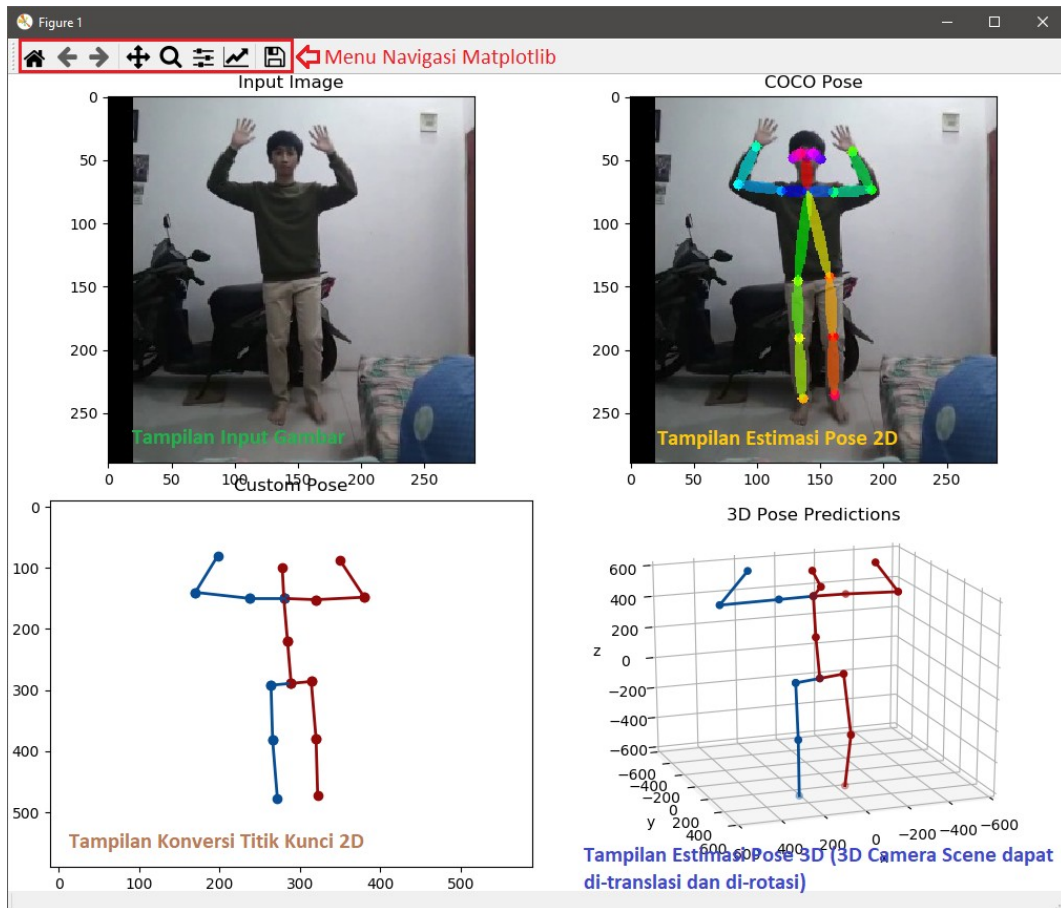 Figure 1
Menu Navigasi Matplotlib
Input Image
0
50
100
150
200
250
0 50 100 150 200 250
Tampilan Input Gambar
COCO Pose
0
50
100
150
200
250
0 50 100 150 200 250
Tampilan Estimasi Pose 2D
Custom Pose
0
100
200
300
400
500
0 100 200 300 400 500
Tampilan Konversi Titik Kunci 2D
3D Pose Predictions
600
400
200
z
0
−200
−400
−600
−600
−400
−200
0
y
200
400
600
600 400 200 0 −200 −400 −600
x
Tampilan Estimasi Pose 3D (3D Camera Scene dapat
di-translasi dan di-rotasi)